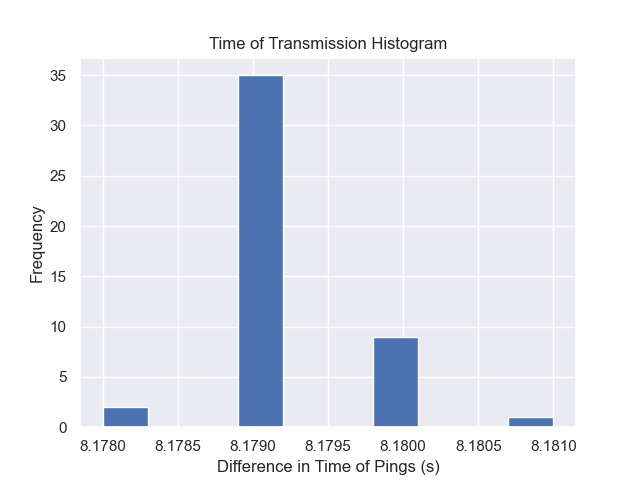 Time of Transmission Histogram
35
30
25
20
15
10
5
0
Frequency
8.1780 8.1785 8.1790 8.1795 8.1800 8.1805 8.1810
Difference in Time of Pings (s)